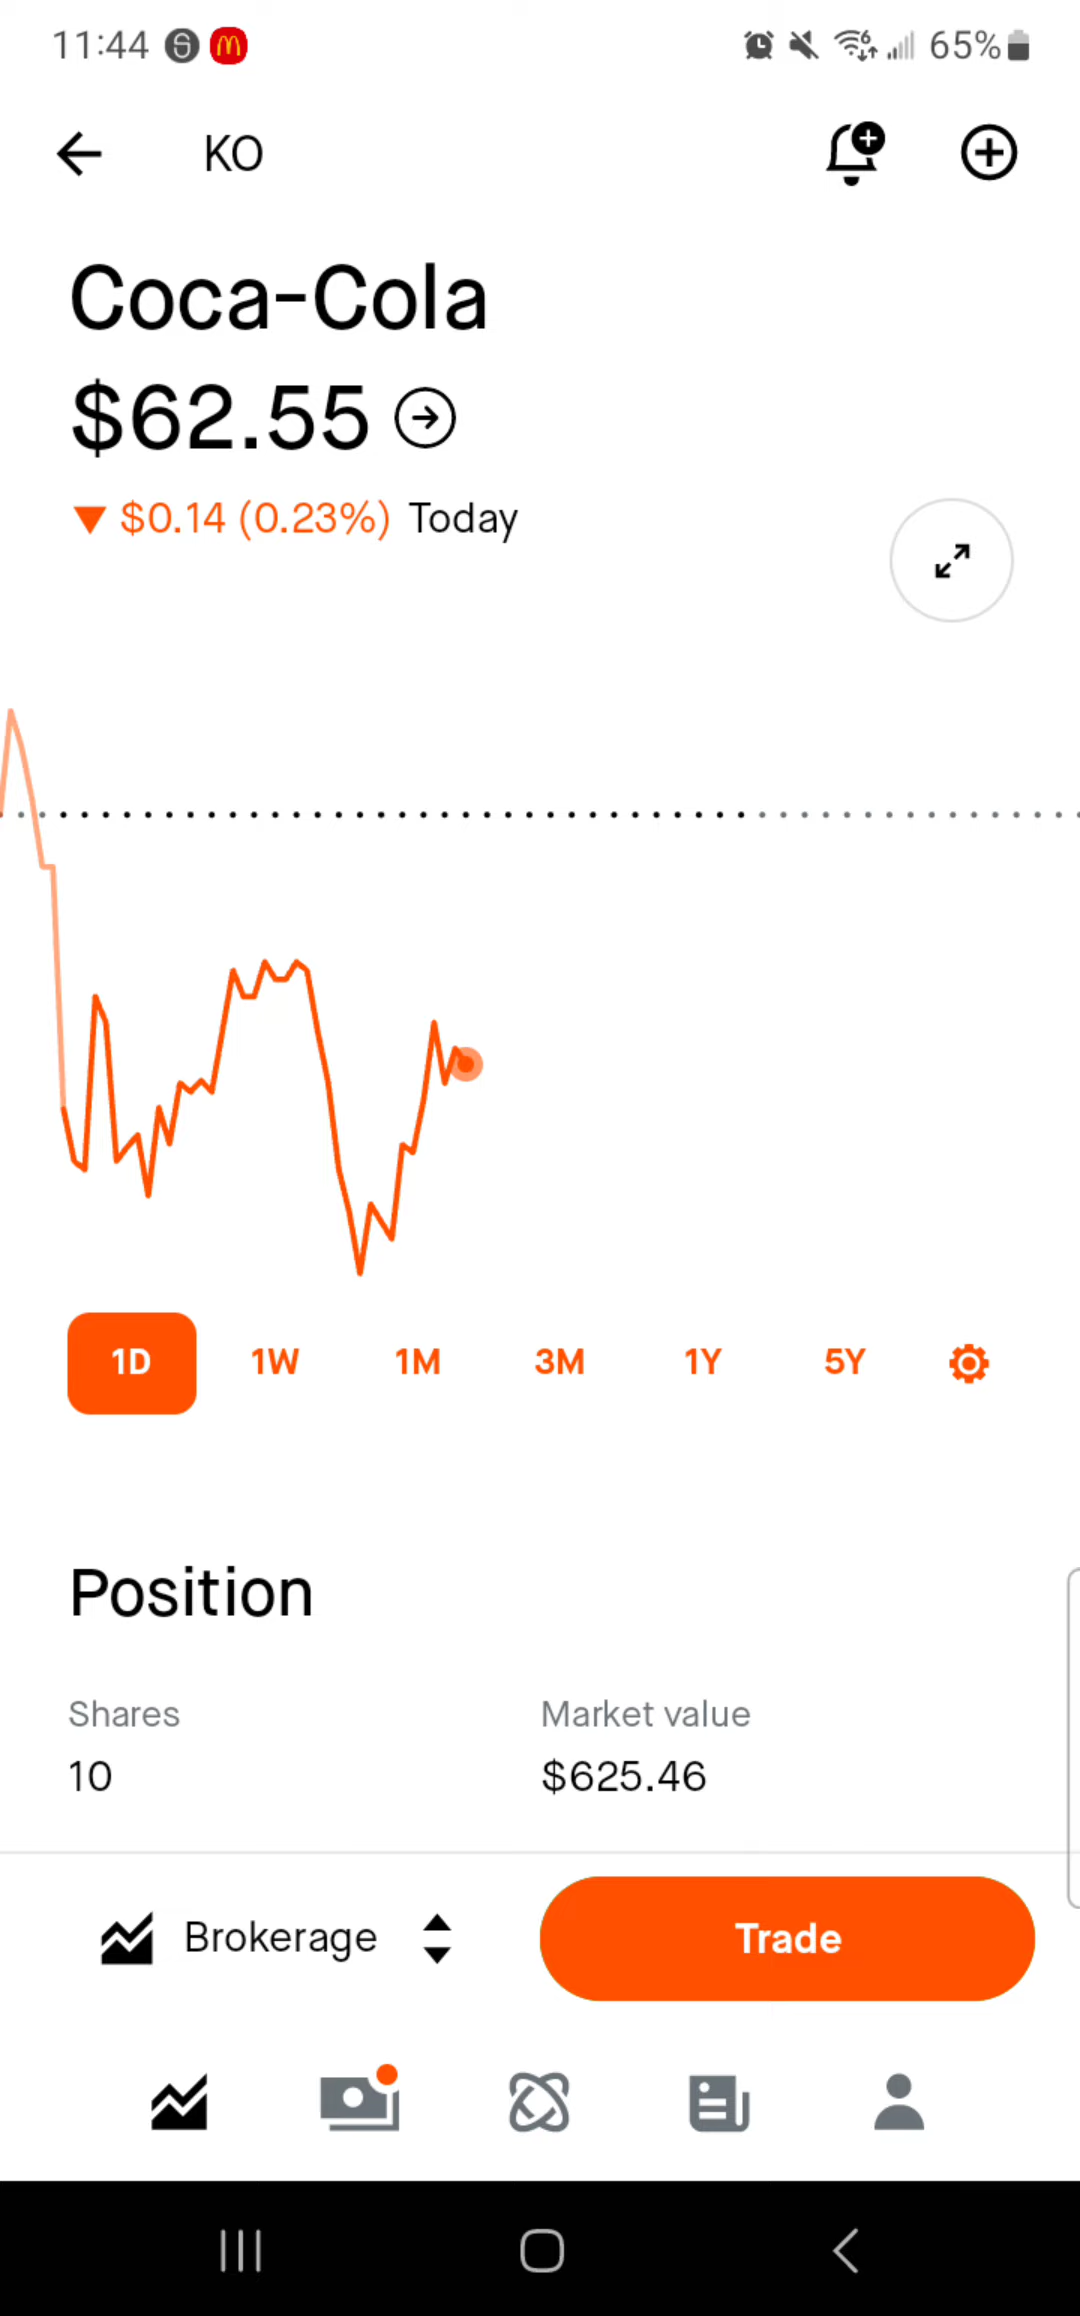 11:44 65%
KO
Coca-Cola
$62.55
$0.14 (0.23%) Today
1D 1W 1M 3M 1Y 5Y
Position
Shares Market value
10 $625.46
Brokerage Trade